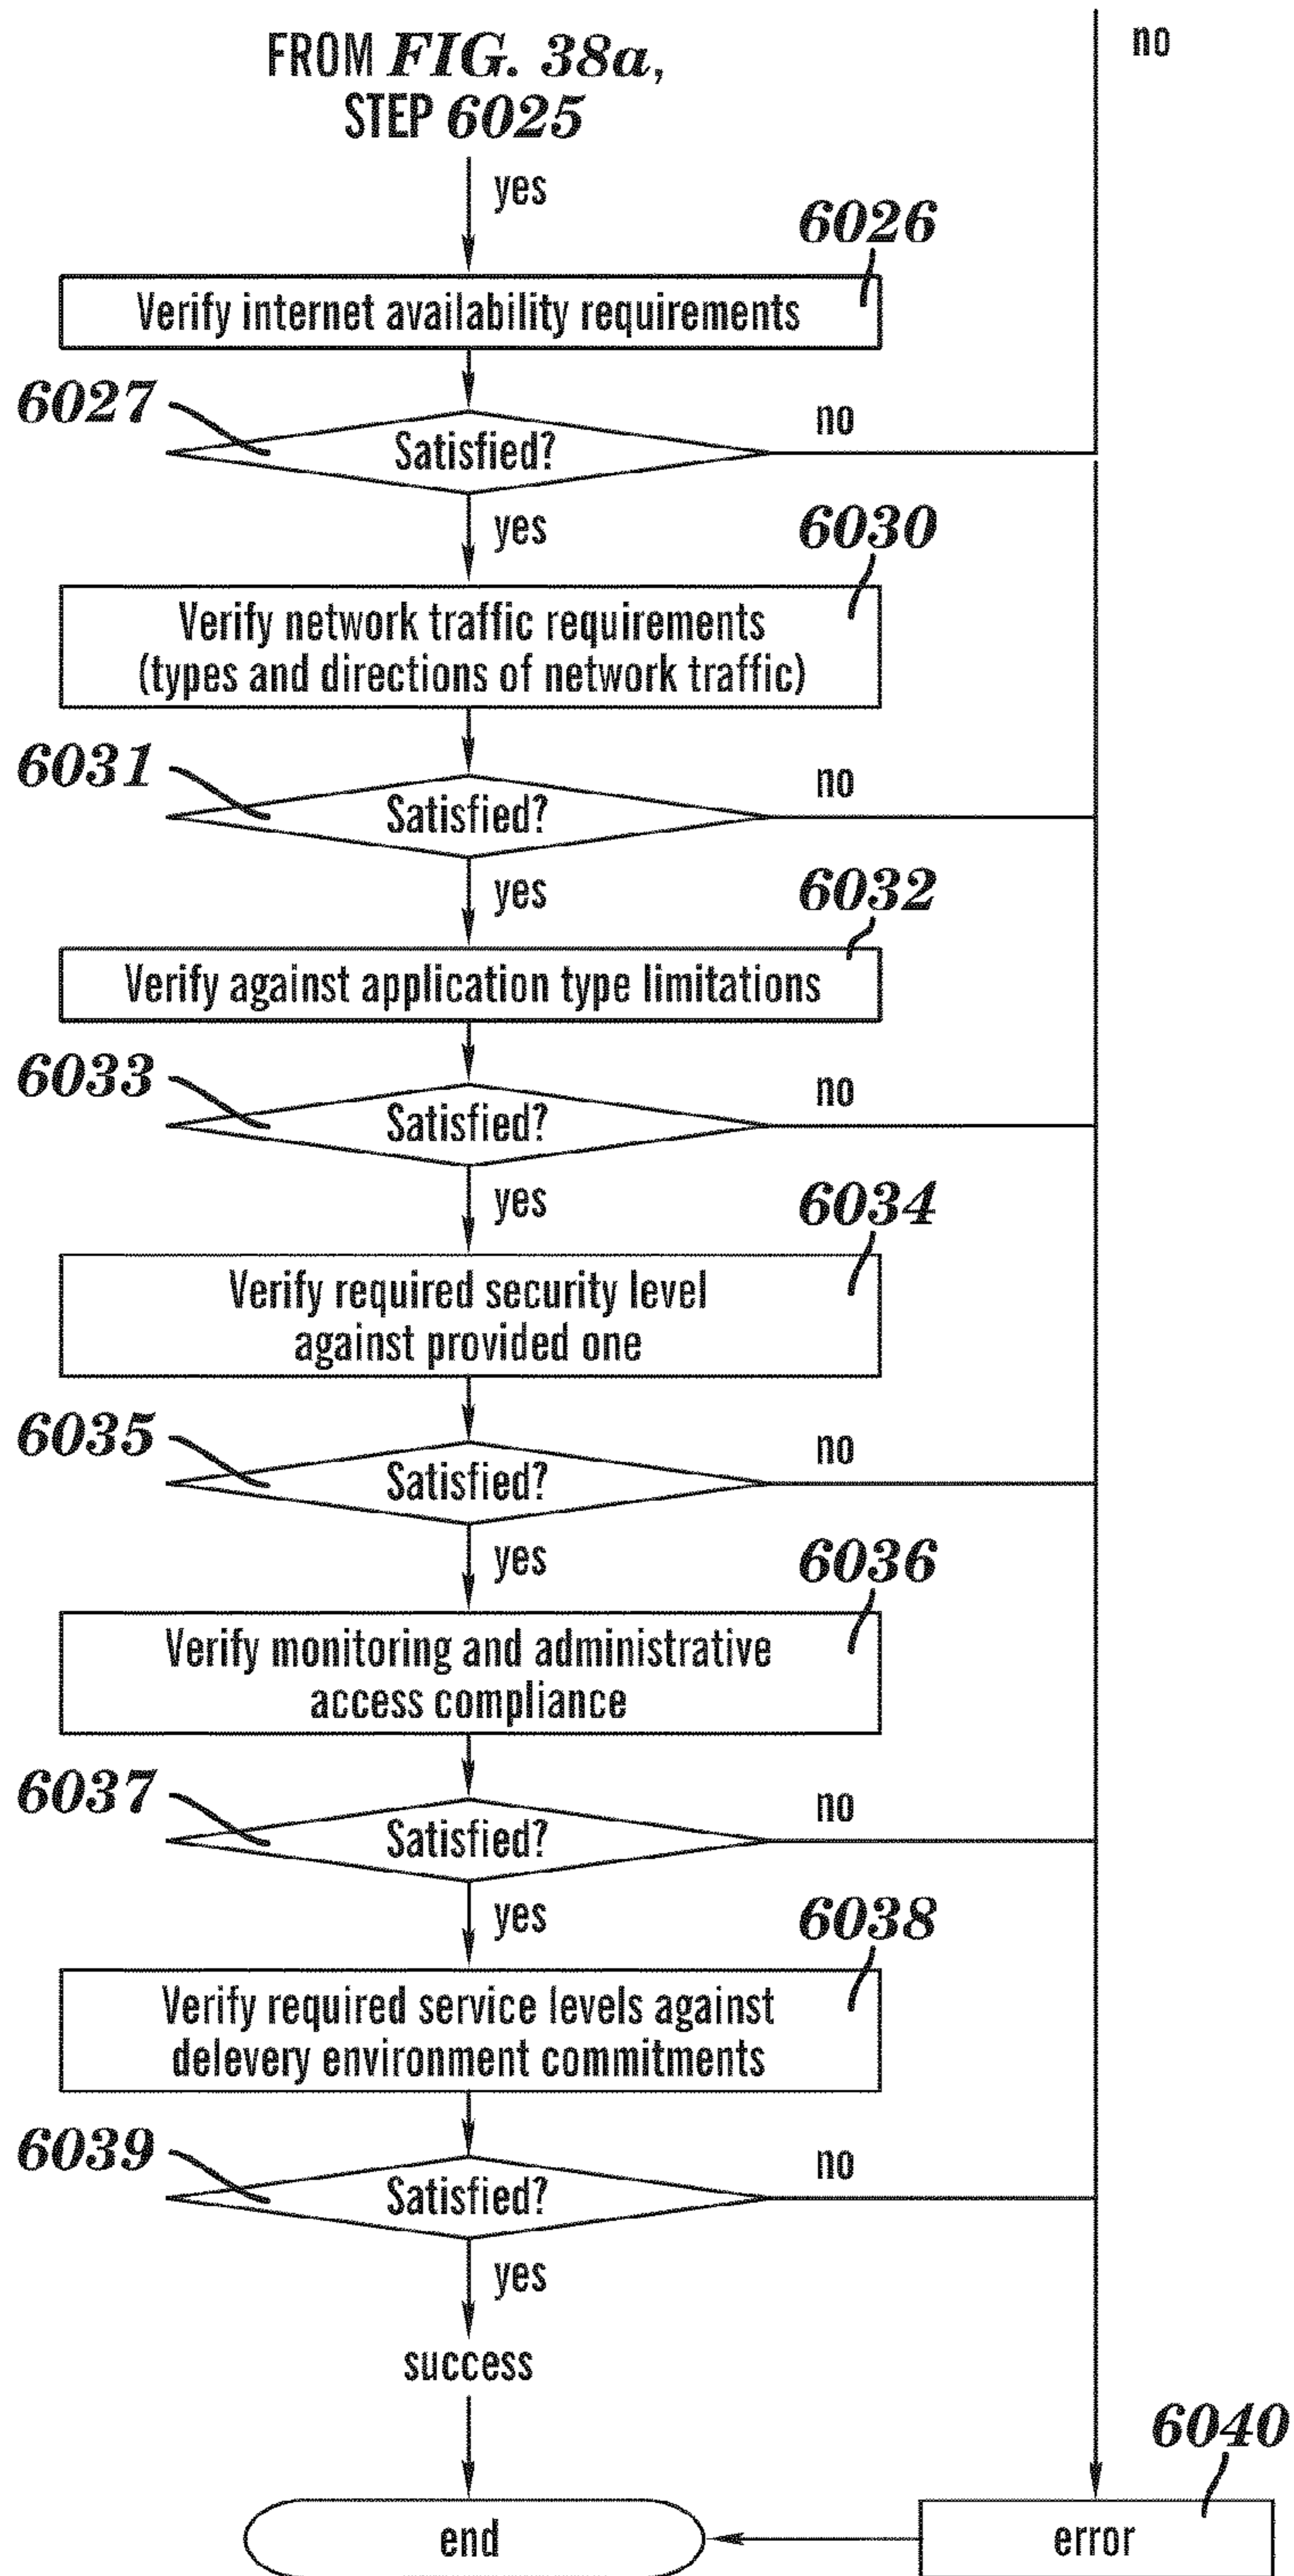 FROM FIG. 38a,
STEP 6025
no
yes
6026
Verify internet availability requirements
6027
Satisfied?
no
yes
6030
Verify network traffic requirements
(types and directions of network traffic)
6031
Satisfied?
no
yes
6032
Verify against application type limitations
6033
Satisfied?
no
yes
6034
Verify required security level
against provided one
6035
Satisfied?
no
yes
6036
Verify monitoring and administrative
access compliance
6037
Satisfied?
no
yes
6038
Verify required service levels against
delevery environment commitments
6039
Satisfied?
no
yes
success
6040
end
error